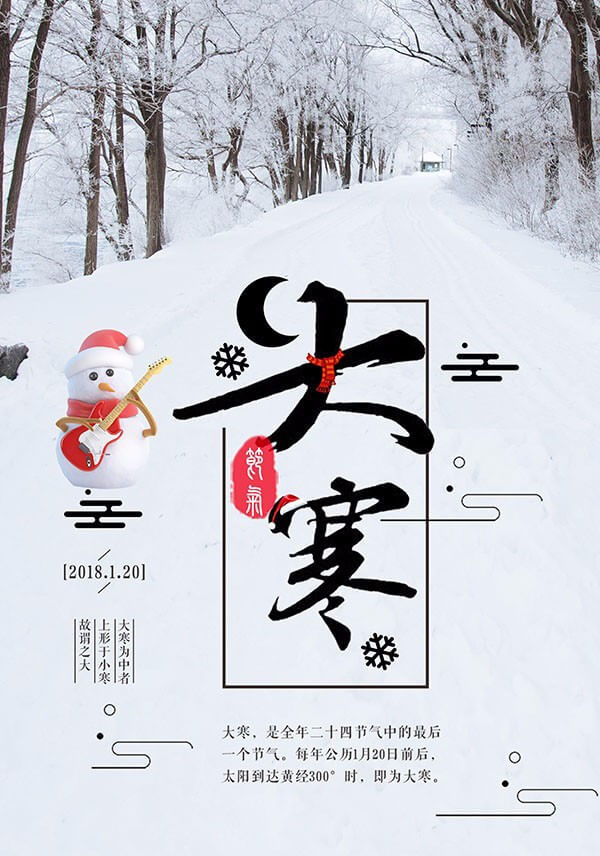 大寒
節氣
[2018.1.20]
大寒为中者
上形于小寒
故谓之大
大寒，是全年二十四节气中的最后
一个节气。每年公历1月20日前后，
太阳到达黄经300°时，即为大寒。